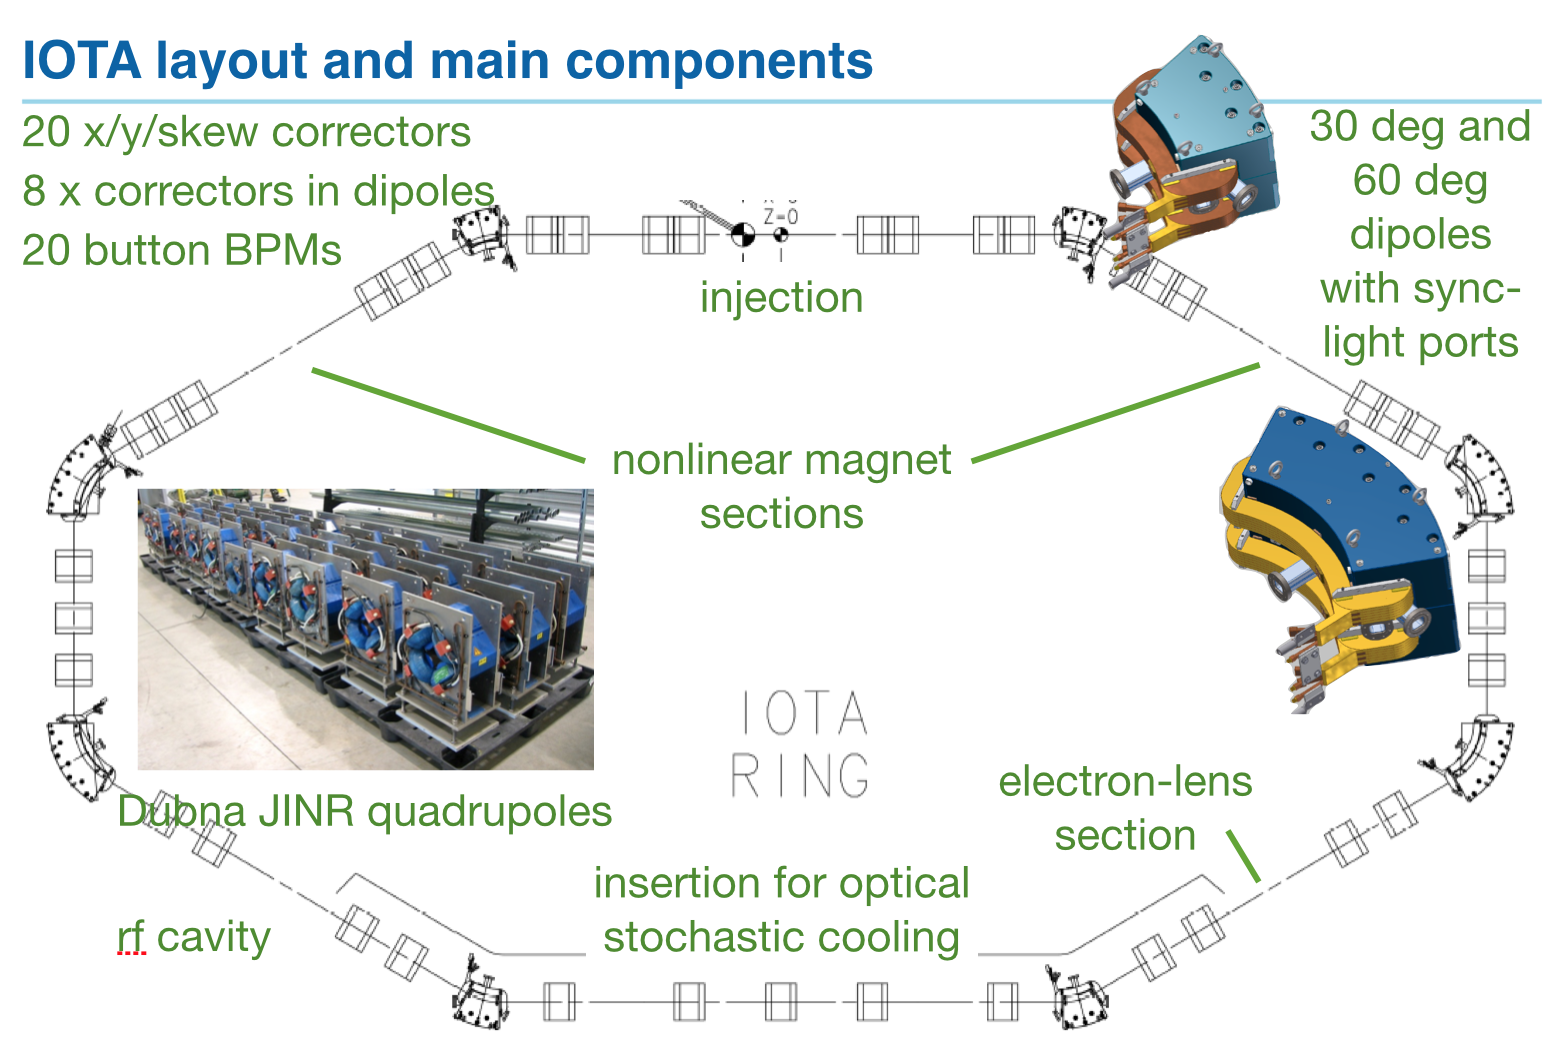 IOTA layout and main components
20 x/y/skew correctors
8 x correctors in dipoles
20 button BPMs
30 deg and
60 deg
dipoles
with sync-
light ports
Z=0
injection
nonlinear magnet
sections
IOTA
RING
Dubna JINR quadrupoles
electron-lens
section
insertion for optical
stochastic cooling
rf cavity